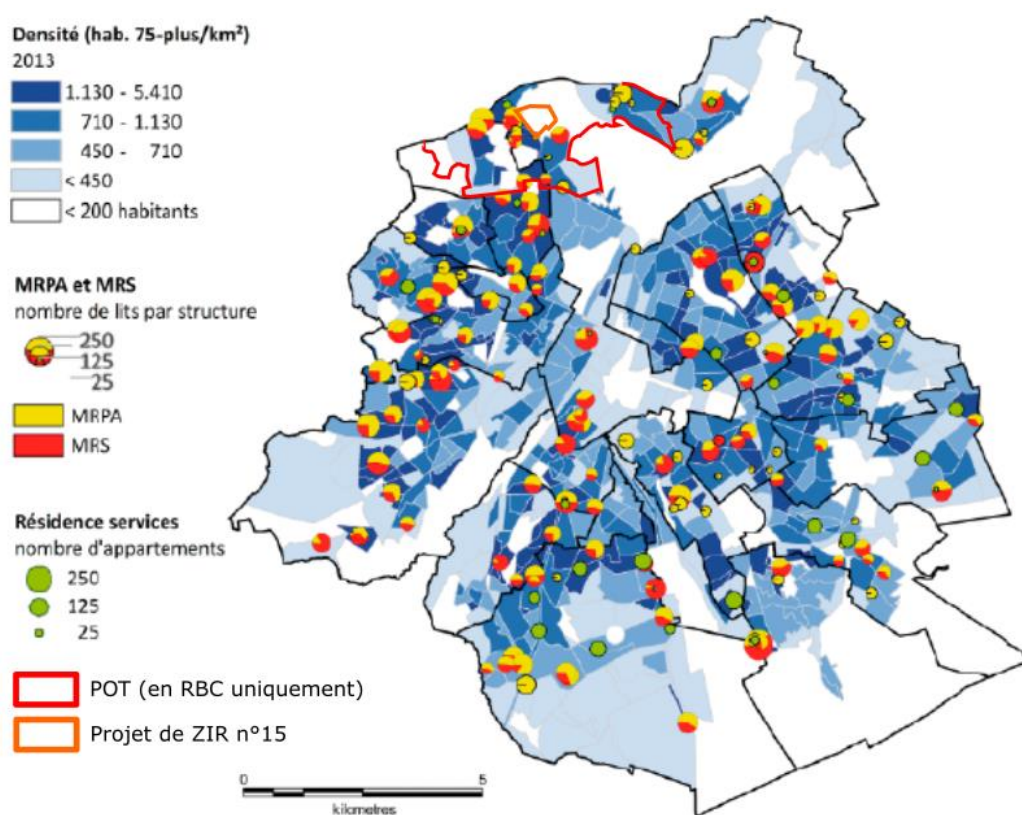 Densité (hab. 75-plus/km²)
2013
1.130 - 5.410
710 - 1.130
450 - 710
< 450
< 200 habitants
MRPA et MRS
nombre de lits par structure
250
125
25
MRPA
MRS
Résidence services
nombre d'appartements
250
125
25
POT (en RBC uniquement)
Projet de ZIR n°15
0 5
kilometres